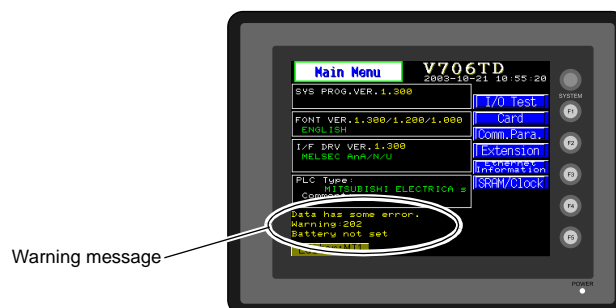 Main Menu
V706TD
2003-10-21 10:55:20
SYS PROG.VER.1.300
FONT VER.1.300/1.200/1.000
ENGLISH
I/F DRV VER.1.300
MELSEC AnA/N/U
PLC Type:
MITSUBISHI ELECTRICA s
Data has some error.
Warning:202
Battery not set
I/O Test
Card
Comm.Para.
Extension
Ethernet
Information
SRAM/Clock
SYSTEM
F1
F2
F3
F4
F5
POWER
Warning message